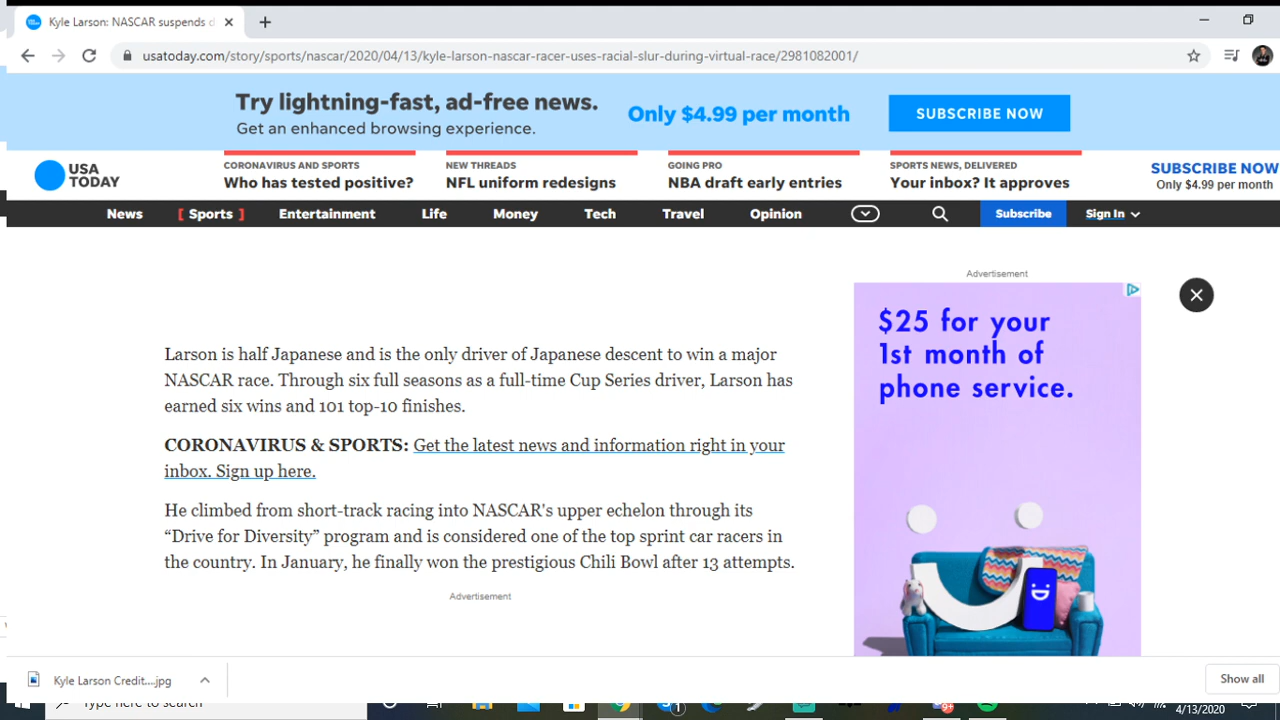 Kyle Larson: NASCAR suspends d
usatoday.com/story/sports/nascar/2020/04/13/kyle-larson-nascar-racer-uses-racial-slur-during-virtual-race/2981082001/
Try lightning-fast, ad-free news.
Get an enhanced browsing experience.
Only $4.99 per month
SUBSCRIBE NOW
USA
TODAY
CORONAVIRUS AND SPORTS
Who has tested positive?
NEW THREADS
NFL uniform redesigns
GOING PRO
NBA draft early entries
SPORTS NEWS, DELIVERED
Your inbox? It approves
SUBSCRIBE NOW
Only $4.99 per month
News [ Sports ] Entertainment Life Money Tech Travel Opinion Subscribe Sign In
Advertisement
$25 for your
1st month of
phone service.
Larson is half Japanese and is the only driver of Japanese descent to win a major
NASCAR race. Through six full seasons as a full-time Cup Series driver, Larson has
earned six wins and 101 top-10 finishes.
CORONAVIRUS & SPORTS: Get the latest news and information right in your
inbox. Sign up here.
He climbed from short-track racing into NASCAR's upper echelon through its
“Drive for Diversity” program and is considered one of the top sprint car racers in
the country. In January, he finally won the prestigious Chili Bowl after 13 attempts.
Advertisement
Kyle Larson Credit....jpg
Show all
Type here to search
4/13/2020